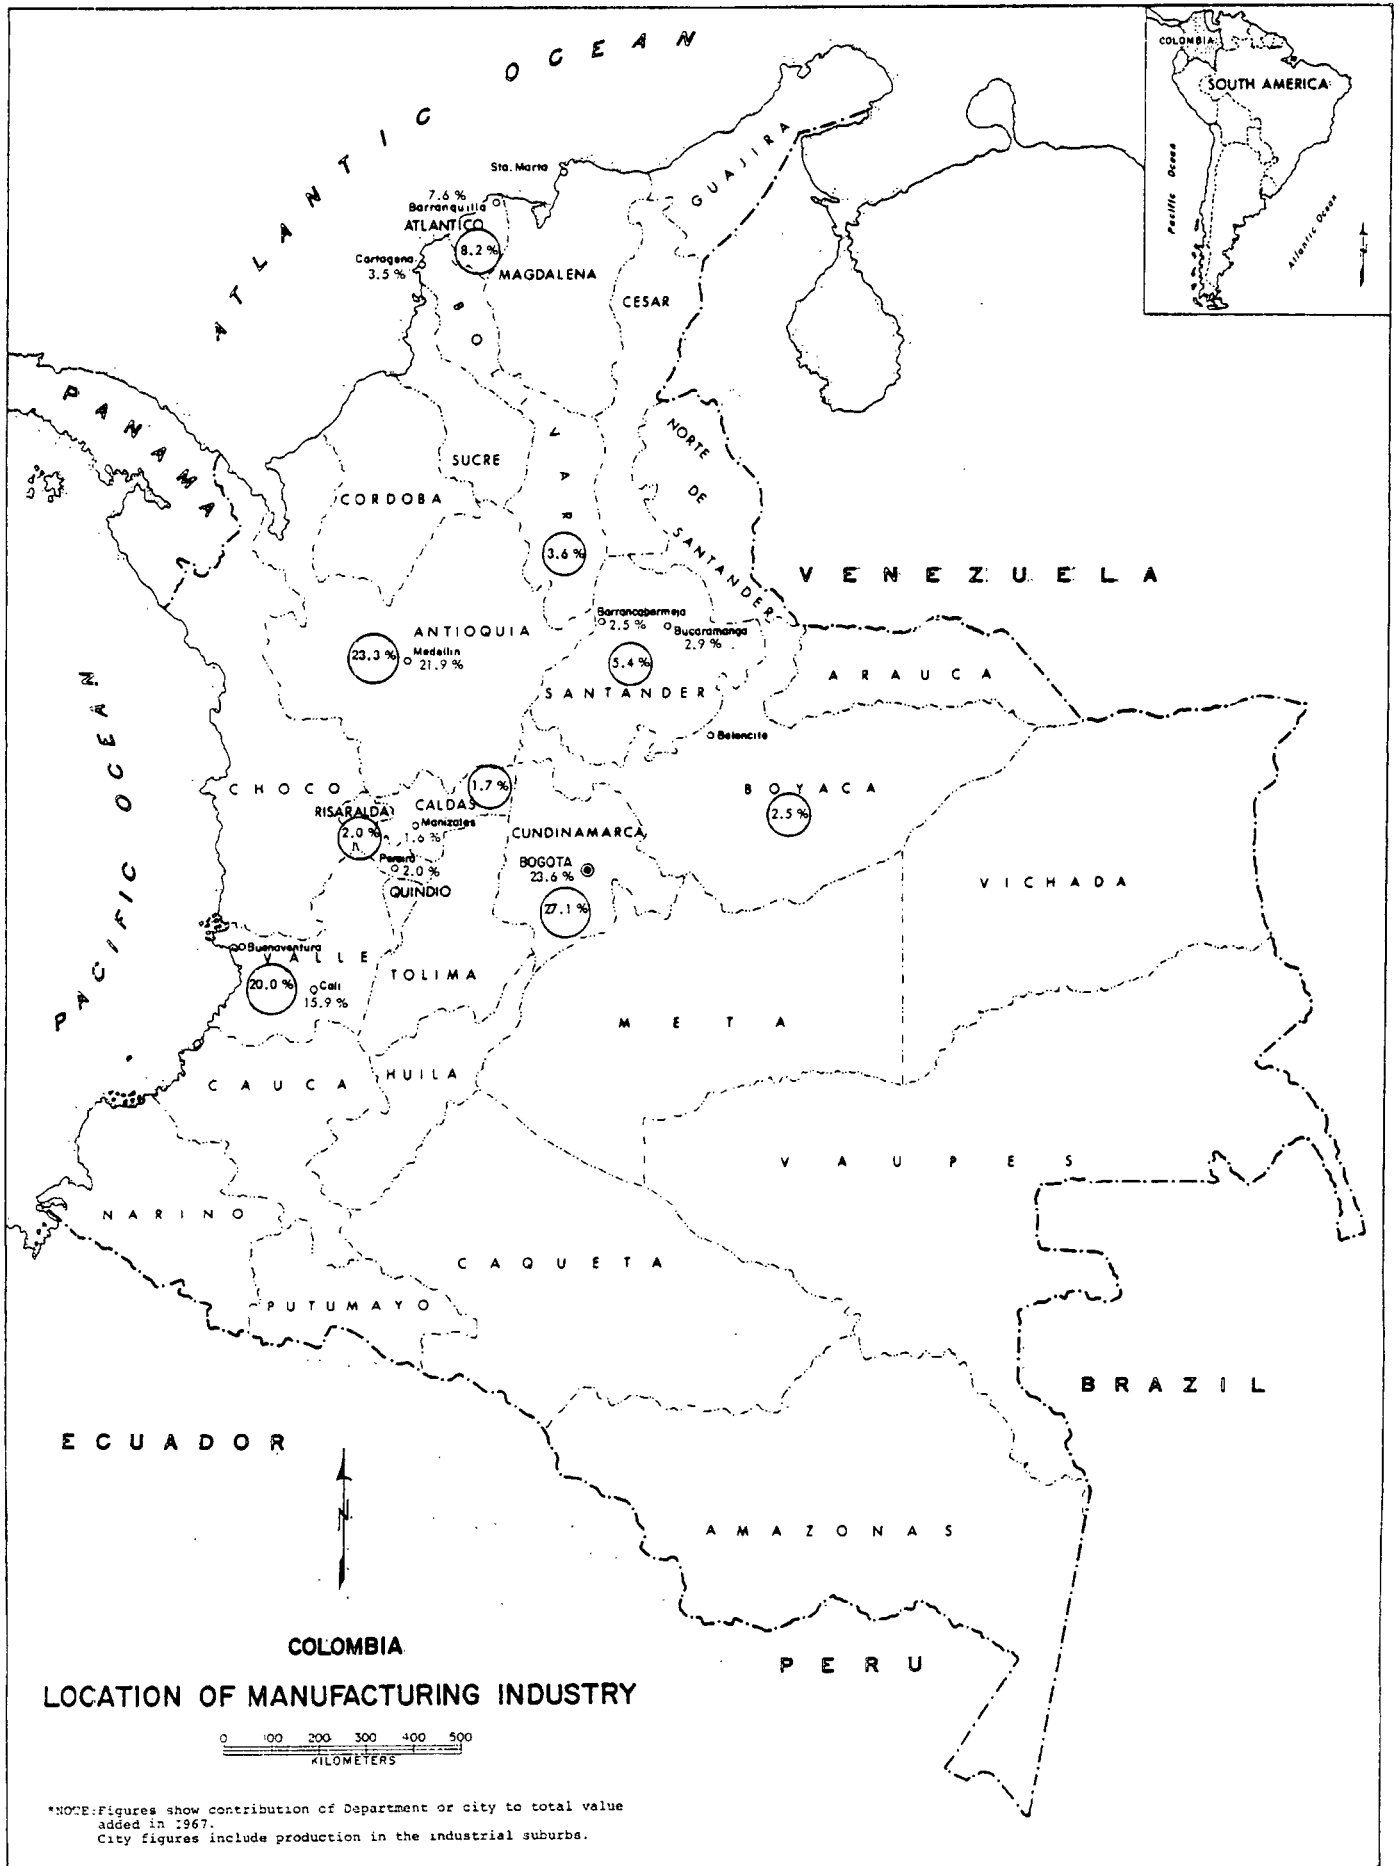 ATLANTIC OCEAN
COLOMBIA
SOUTH AMERICA
Pacific Ocean
Atlantic Ocean
Sta. Marta
GUAJIRA
7.6 %
Barranquilla
ATLANTICO
8.2 %
Cartagena
3.5 %
MAGDALENA
CESAR
BOLIVAR
PANAMA
NORTE
DE
SANTANDER
SUCRE
CORDOBA
3.6 %
VENEZUELA
Barrancabermeja
2.5 %
Bucaramanga
2.9 %
ANTIOQUIA
23.3 %
Medellin
21.9 %
5.4 %
SANTANDER
ARAUCA
Belencito
PACIFIC OCEAN
CHOCO
1.7 %
BOYACA
2.5 %
RISARALDA
2.0 %
CALDAS
Manizales
1.6 %
CUNDINAMARCA
Pereira
2.0 %
BOGOTA
23.6 %
27.1 %
QUINDIO
VICHADA
Buenaventura
VALLE
20.0 %
Cali
15.9 %
TOLIMA
META
CAUCA
HUILA
VAUPES
NARINO
CAQUETA
PUTUMAYO
BRAZIL
ECUADOR
N
AMAZONAS
PERU
COLOMBIA
LOCATION OF MANUFACTURING INDUSTRY
0 100 200 300 400 500
KILOMETERS
*NOTE:Figures show contribution of Department or city to total value
added in 1967.
City figures include production in the industrial suburbs.